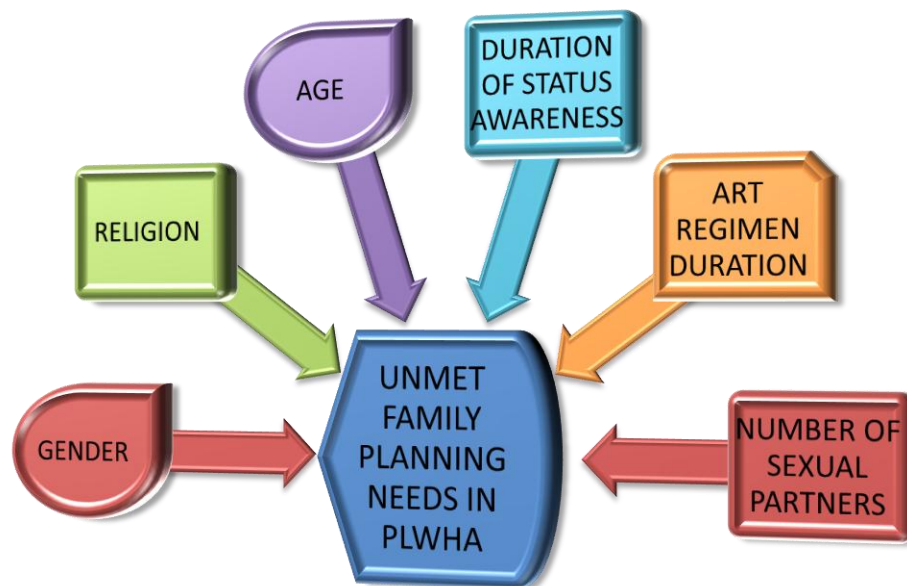 AGE
DURATION
OF STATUS
AWARENESS
RELIGION
ART
REGIMEN
DURATION
GENDER
UNMET
FAMILY
PLANNING
NEEDS IN
PLWHA
NUMBER OF
SEXUAL
PARTNERS